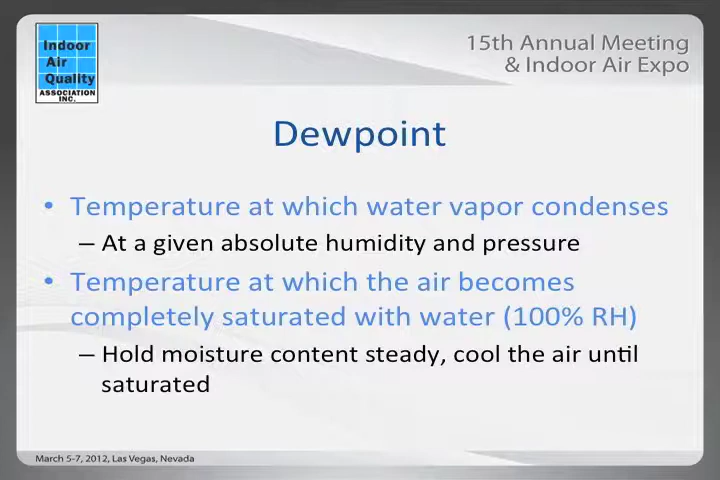 Indoor
Air
Quality
ASSOCIATION
INC.
15th Annual Meeting
& Indoor Air Expo
Dewpoint
• Temperature at which water vapor condenses
– At a given absolute humidity and pressure
• Temperature at which the air becomes
completely saturated with water (100% RH)
– Hold moisture content steady, cool the air until
saturated
March 5-7, 2012, Las Vegas, Nevada